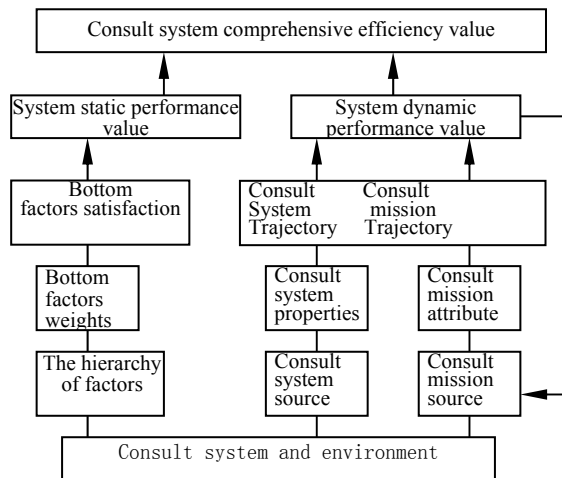 Consult system comprehensive efficiency value
System static performance
value
System dynamic
performance value
Bottom
factors satisfaction
Consult
System
Trajectory
Consult
mission
Trajectory
Bottom
factors
weights
Consult
system
properties
Consult
mission
attribute
The hierarchy
of factors
Consult
system
source
Consult
mission
source
Consult system and environment